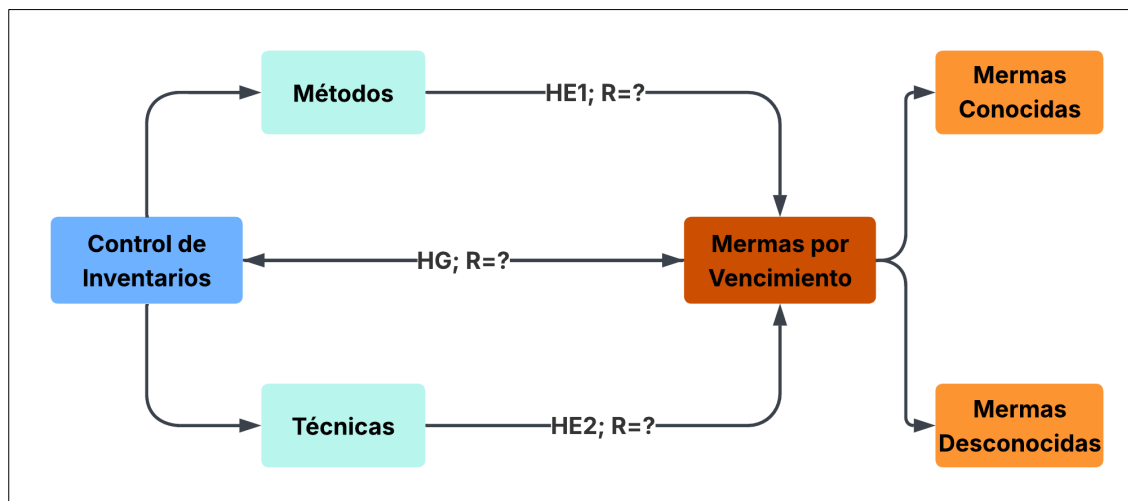 Métodos
HE1; R=?
Mermas
Conocidas
Control de
Inventarios
HG; R=?
Mermas por
Vencimiento
Técnicas
HE2; R=?
Mermas
Desconocidas